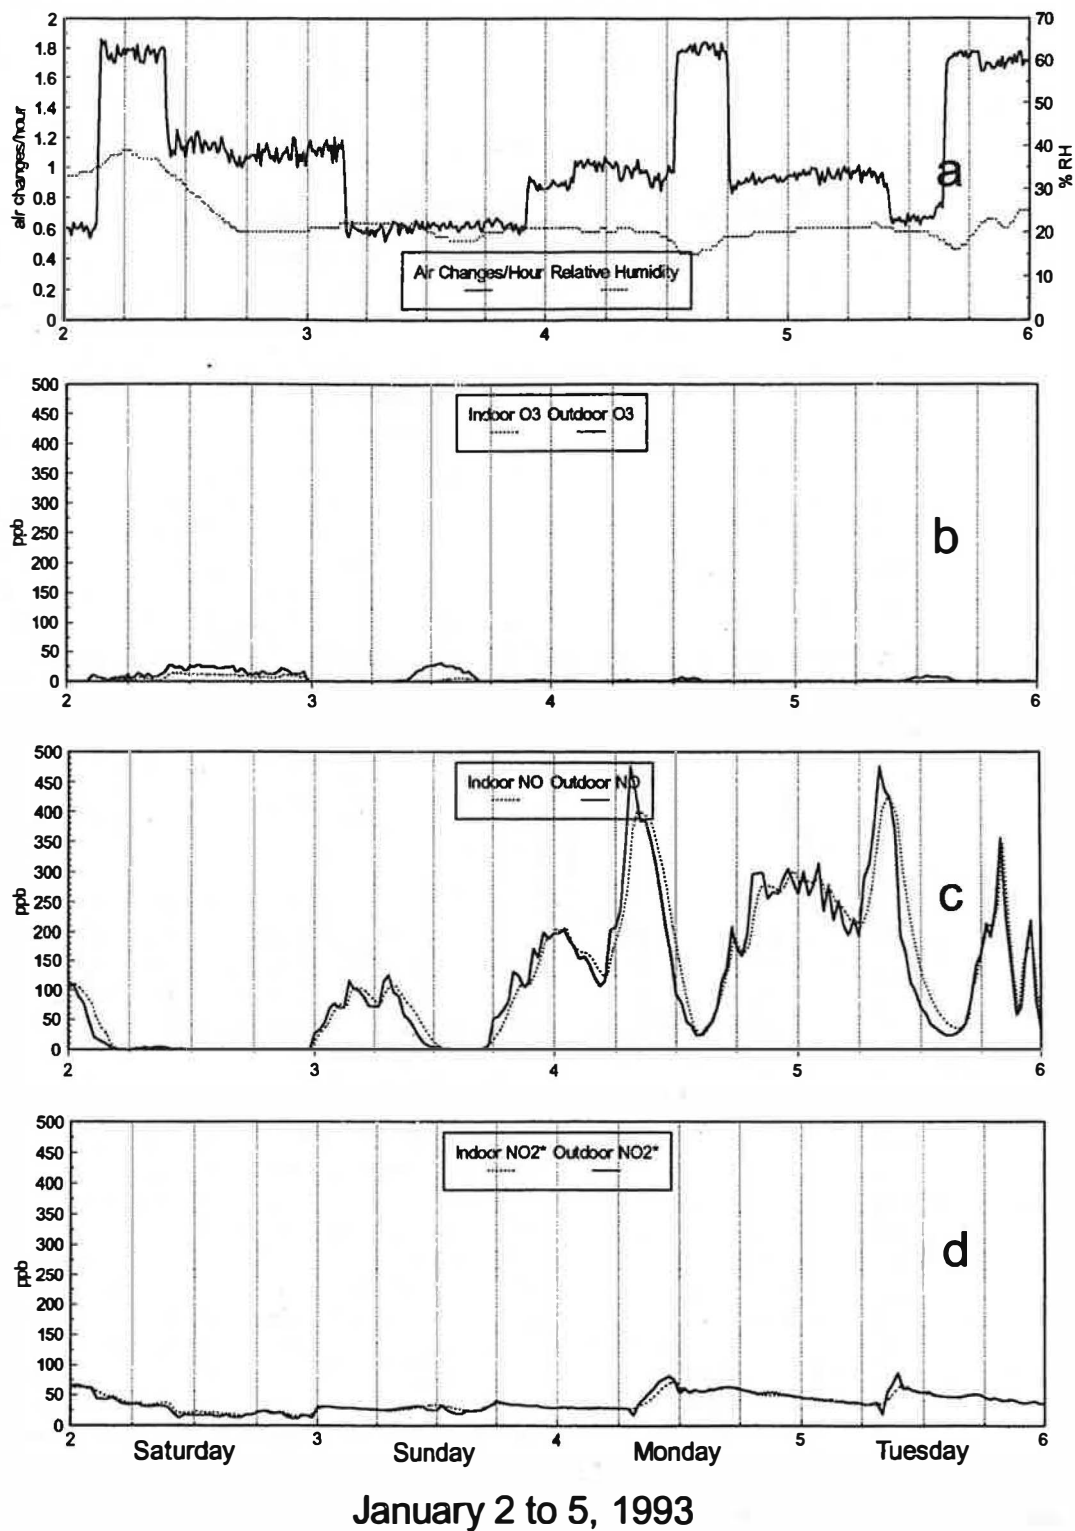 2 70
1.8 60
1.6
1.4 50
1.2 40
air changes/hour 1 a % RH
0.8 30
0.6 20
0.4 Air Changes/Hour Relative Humidity 10
0.2
0 0
2 3 4 5 6
500
450 Indoor O3 Outdoor O3
400
350
300
ppb 250 b
200
150
100
50
0
2 3 4 5 6
500
450 Indoor NO Outdoor NO
400
350
300
ppb 250 c
200
150
100
50
0
2 3 4 5 6
500
450 Indoor NO2* Outdoor NO2*
400
350
300
ppb 250 d
200
150
100
50
0
2 3 4 5 6
Saturday Sunday Monday Tuesday
January 2 to 5, 1993